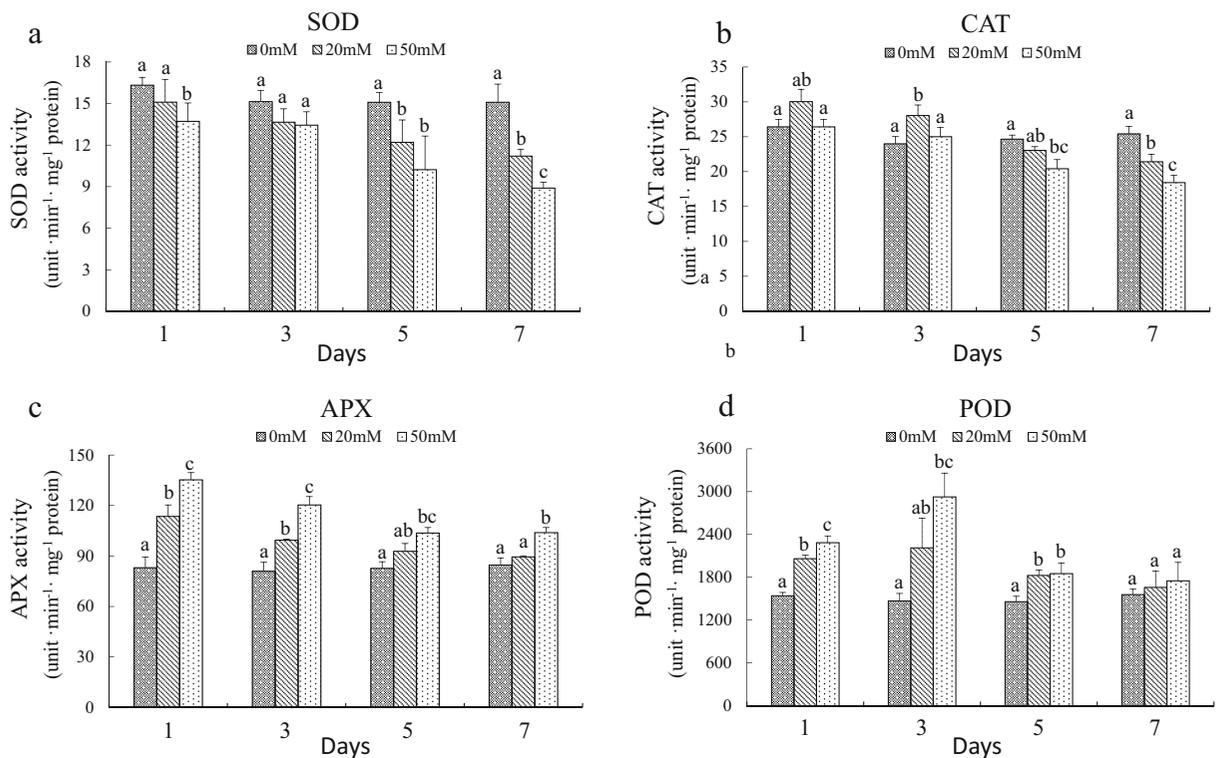 a
SOD
0mM 20mM 50mM
18
15
12
9
6
3
0
SOD activity
(unit ·min-1· mg-1 protein)
a a b
a a a
a b b
a b c
1 3 5 7
Days
b
CAT
0mM 20mM 50mM
35
30
25
20
15
10
5
0
CAT activity
(unit ·min-1· mg-1 protein)
a
a ab a
a b a
a ab bc
a b c
1 3 5 7
Days
b
c
APX
0mM 20mM 50mM
150
120
90
60
30
0
APX activity
(unit ·min-1· mg-1 protein)
a b c
a b c
a ab bc
a a b
1 3 5 7
Days
d
POD
0mM 20mM 50mM
3600
3000
2400
1800
1200
600
0
POD activity
(unit ·min-1· mg-1 protein)
a b c
a ab bc
a b b
a a a
1 3 5 7
Days